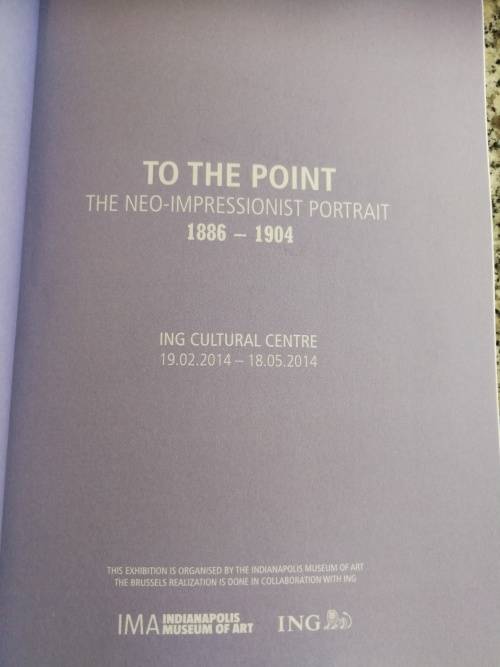 TO THE POINT
THE NEO-IMPRESSIONIST PORTRAIT
1886 – 1904
ING CULTURAL CENTRE
19.02.2014 – 18.05.2014
THIS EXHIBITION IS ORGANISED BY THE INDIANAPOLIS MUSEUM OF ART
THE BRUSSELS REALIZATION IS DONE IN COLLABORATION WITH ING
IMA INDIANAPOLIS MUSEUM OF ART ING